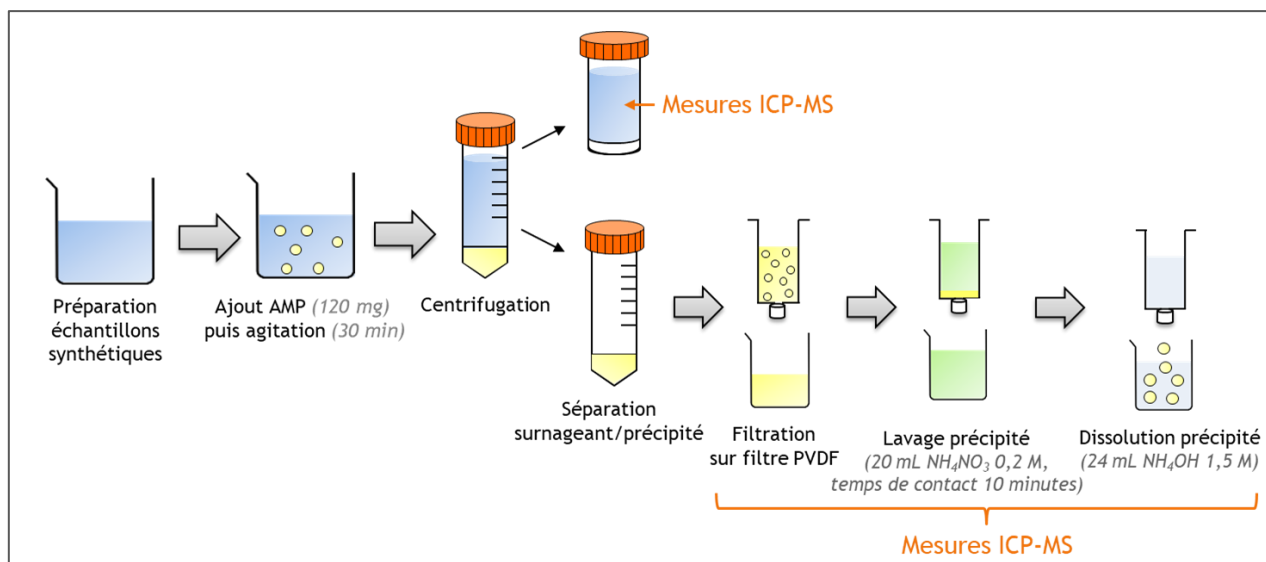 Mesures ICP-MS
Préparation
échantillons
synthétiques
Ajout AMP (120 mg)
puis agitation (30 min)
Centrifugation
Séparation
surnageant/précipité
Filtration
sur filtre PVDF
Lavage précipité
(20 mL NH₄NO₃ 0,2 M,
temps de contact 10 minutes)
Dissolution précipité
(24 mL NH₄OH 1,5 M)
Mesures ICP-MS